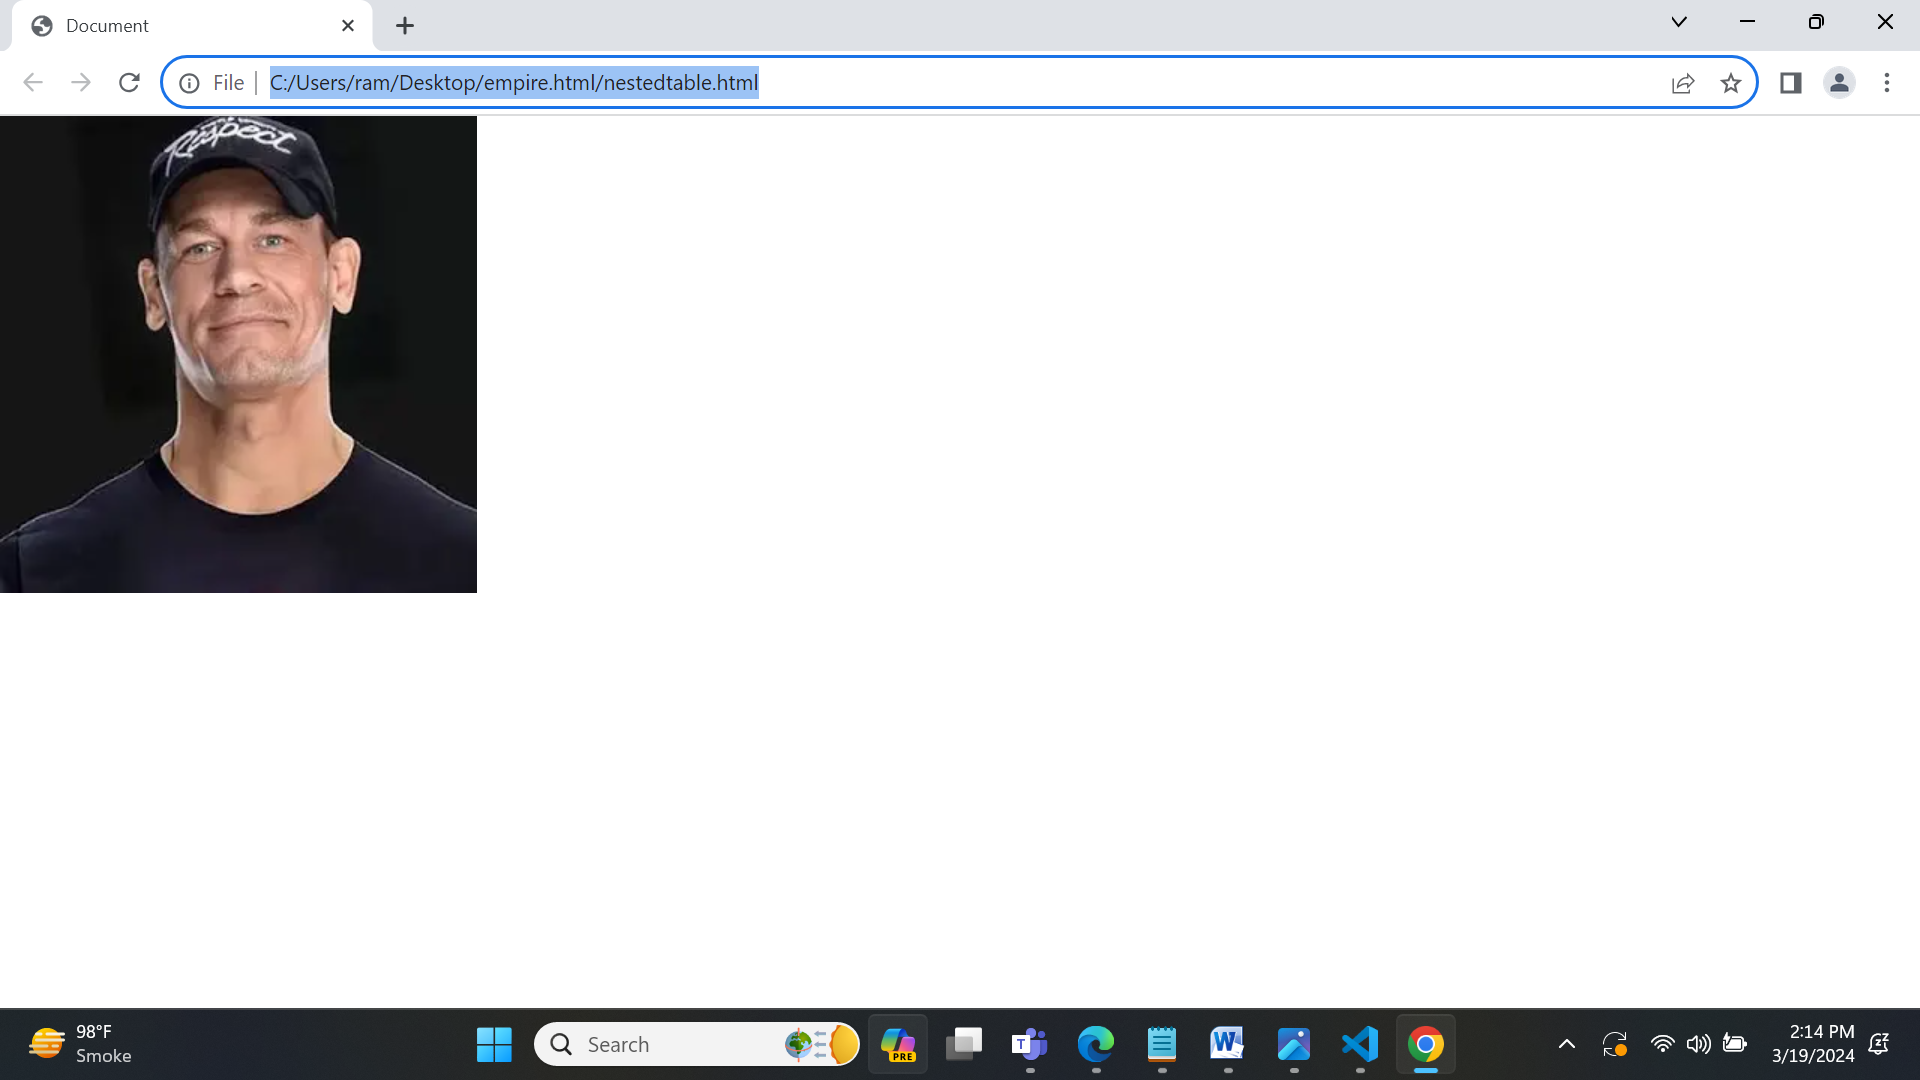 Document
File
C:/Users/ram/Desktop/empire.html/nestedtable.html
Respect
98°F
Smoke
Search
PRE
T
W
2:14 PM
3/19/2024